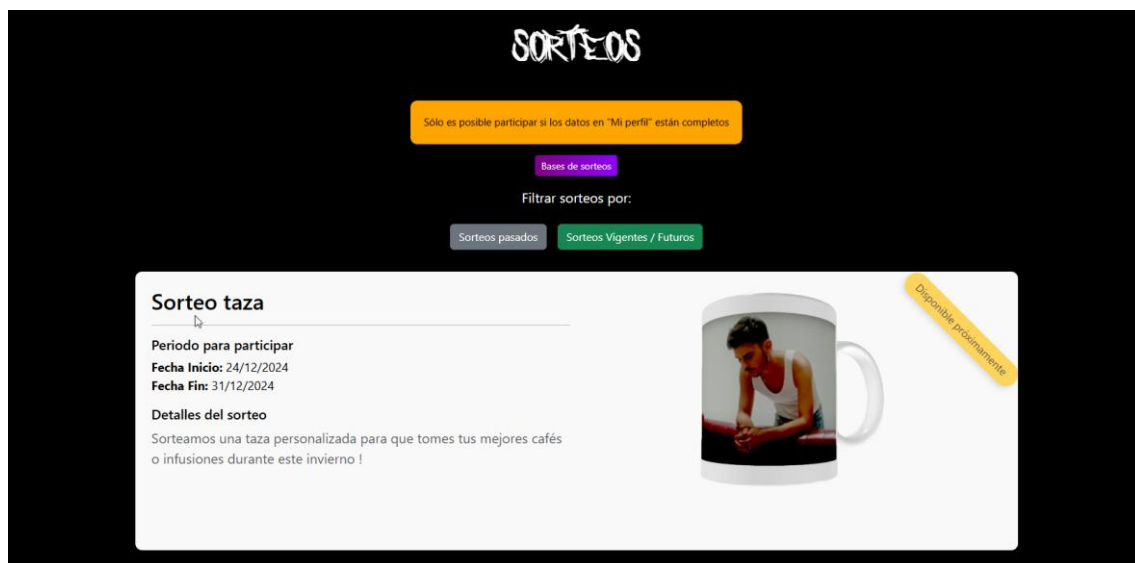 SORTEOS
Sólo es posible participar si los datos en "Mi perfil" están completos
Bases de sorteos
Filtrar sorteos por:
Sorteos pasados
Sorteos Vigentes / Futuros
Sorteo taza
Disponible próximamente
Periodo para participar
Fecha Inicio: 24/12/2024
Fecha Fin: 31/12/2024
Detalles del sorteo
Sorteamos una taza personalizada para que tomes tus mejores cafés
o infusiones durante este invierno !